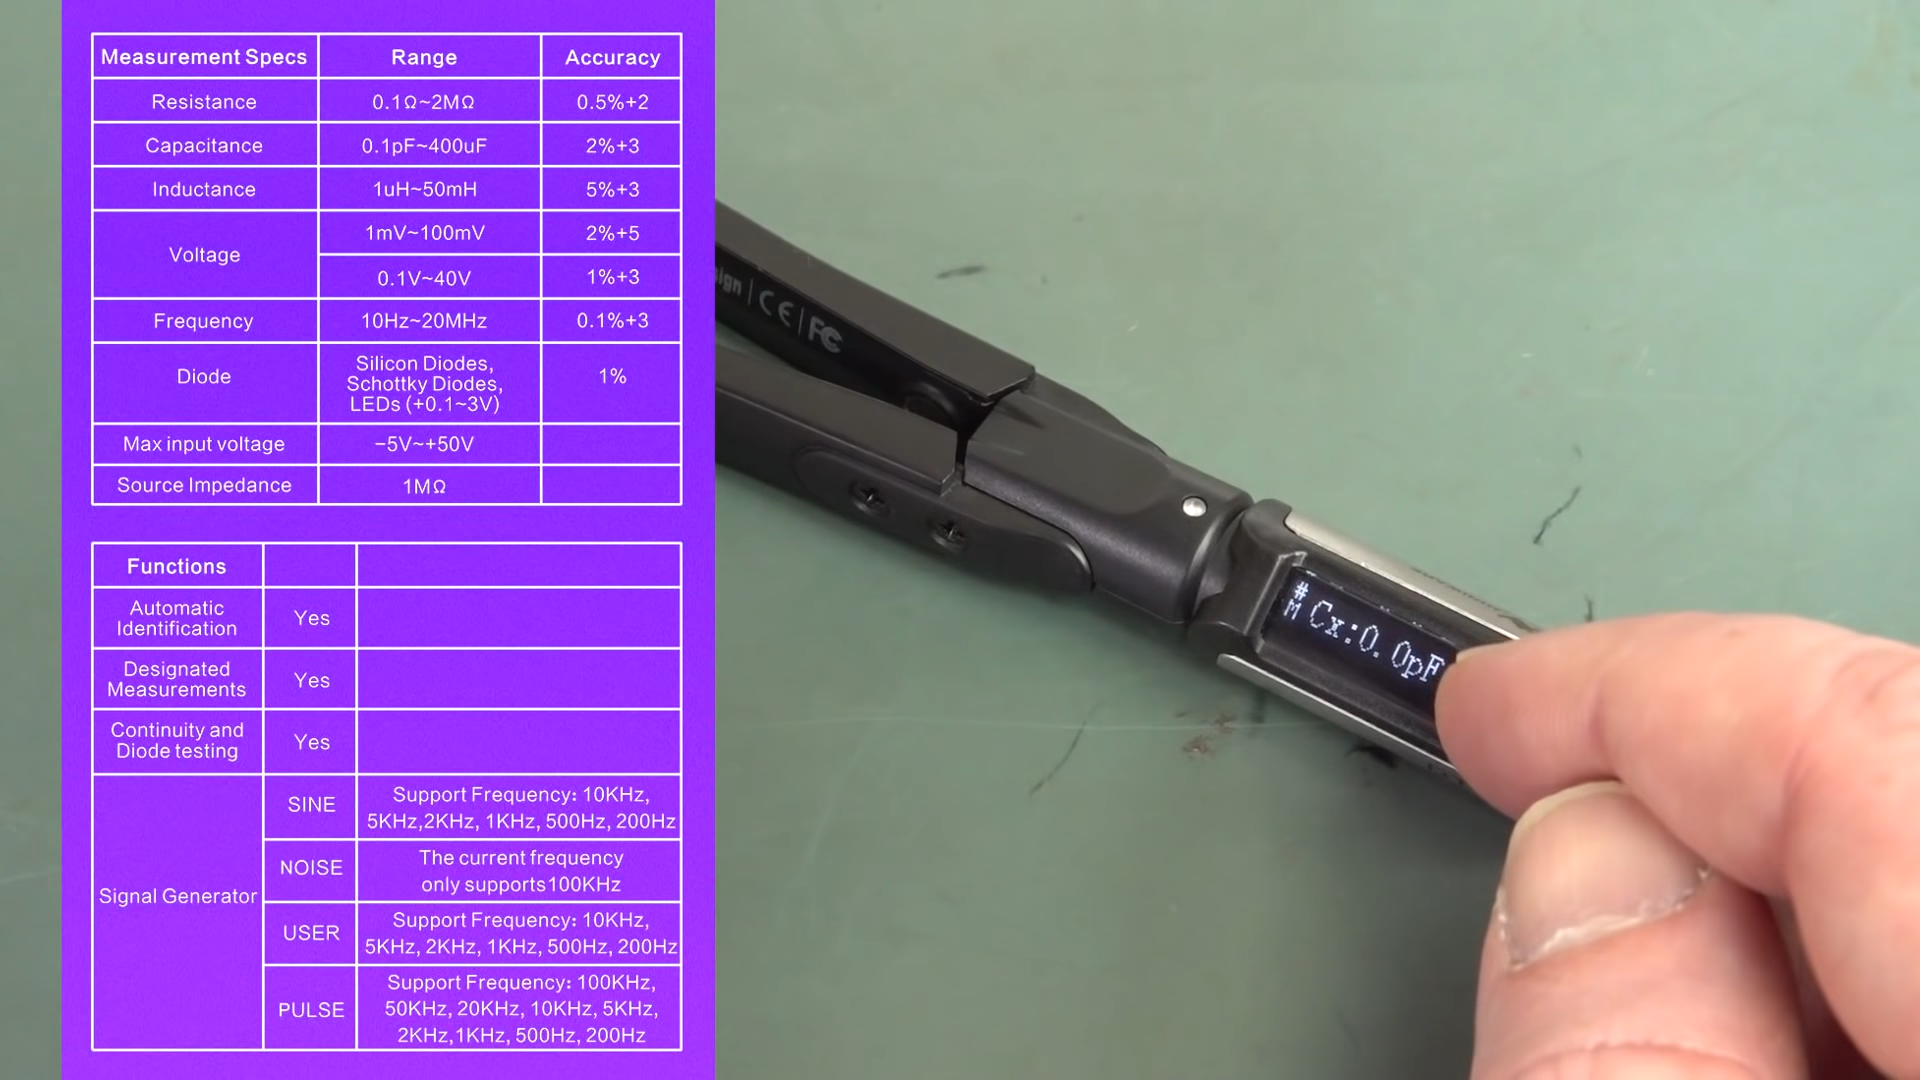 Measurement Specs Range Accuracy
Resistance 0.1Ω~2MΩ 0.5%+2
Capacitance 0.1pF~400uF 2%+3
Inductance 1uH~50mH 5%+3
Voltage 1mV~100mV 2%+5
0.1V~40V 1%+3
Frequency 10Hz~20MHz 0.1%+3
Diode Silicon Diodes,
Schottky Diodes,
LEDs (+0.1~3V) 1%
Max input voltage −5V~+50V
Source Impedance 1MΩ
Functions
Automatic
Identification Yes
Designated
Measurements Yes
Continuity and
Diode testing Yes
Signal Generator
SINE Support Frequency: 10KHz,
5KHz,2KHz, 1KHz, 500Hz, 200Hz
NOISE The current frequency
only supports100KHz
USER Support Frequency: 10KHz,
5KHz, 2KHz, 1KHz, 500Hz, 200Hz
PULSE Support Frequency: 100KHz,
50KHz, 20KHz, 10KHz, 5KHz,
2KHz,1KHz, 500Hz, 200Hz
CE | FC
#
M Cx:0.0pF